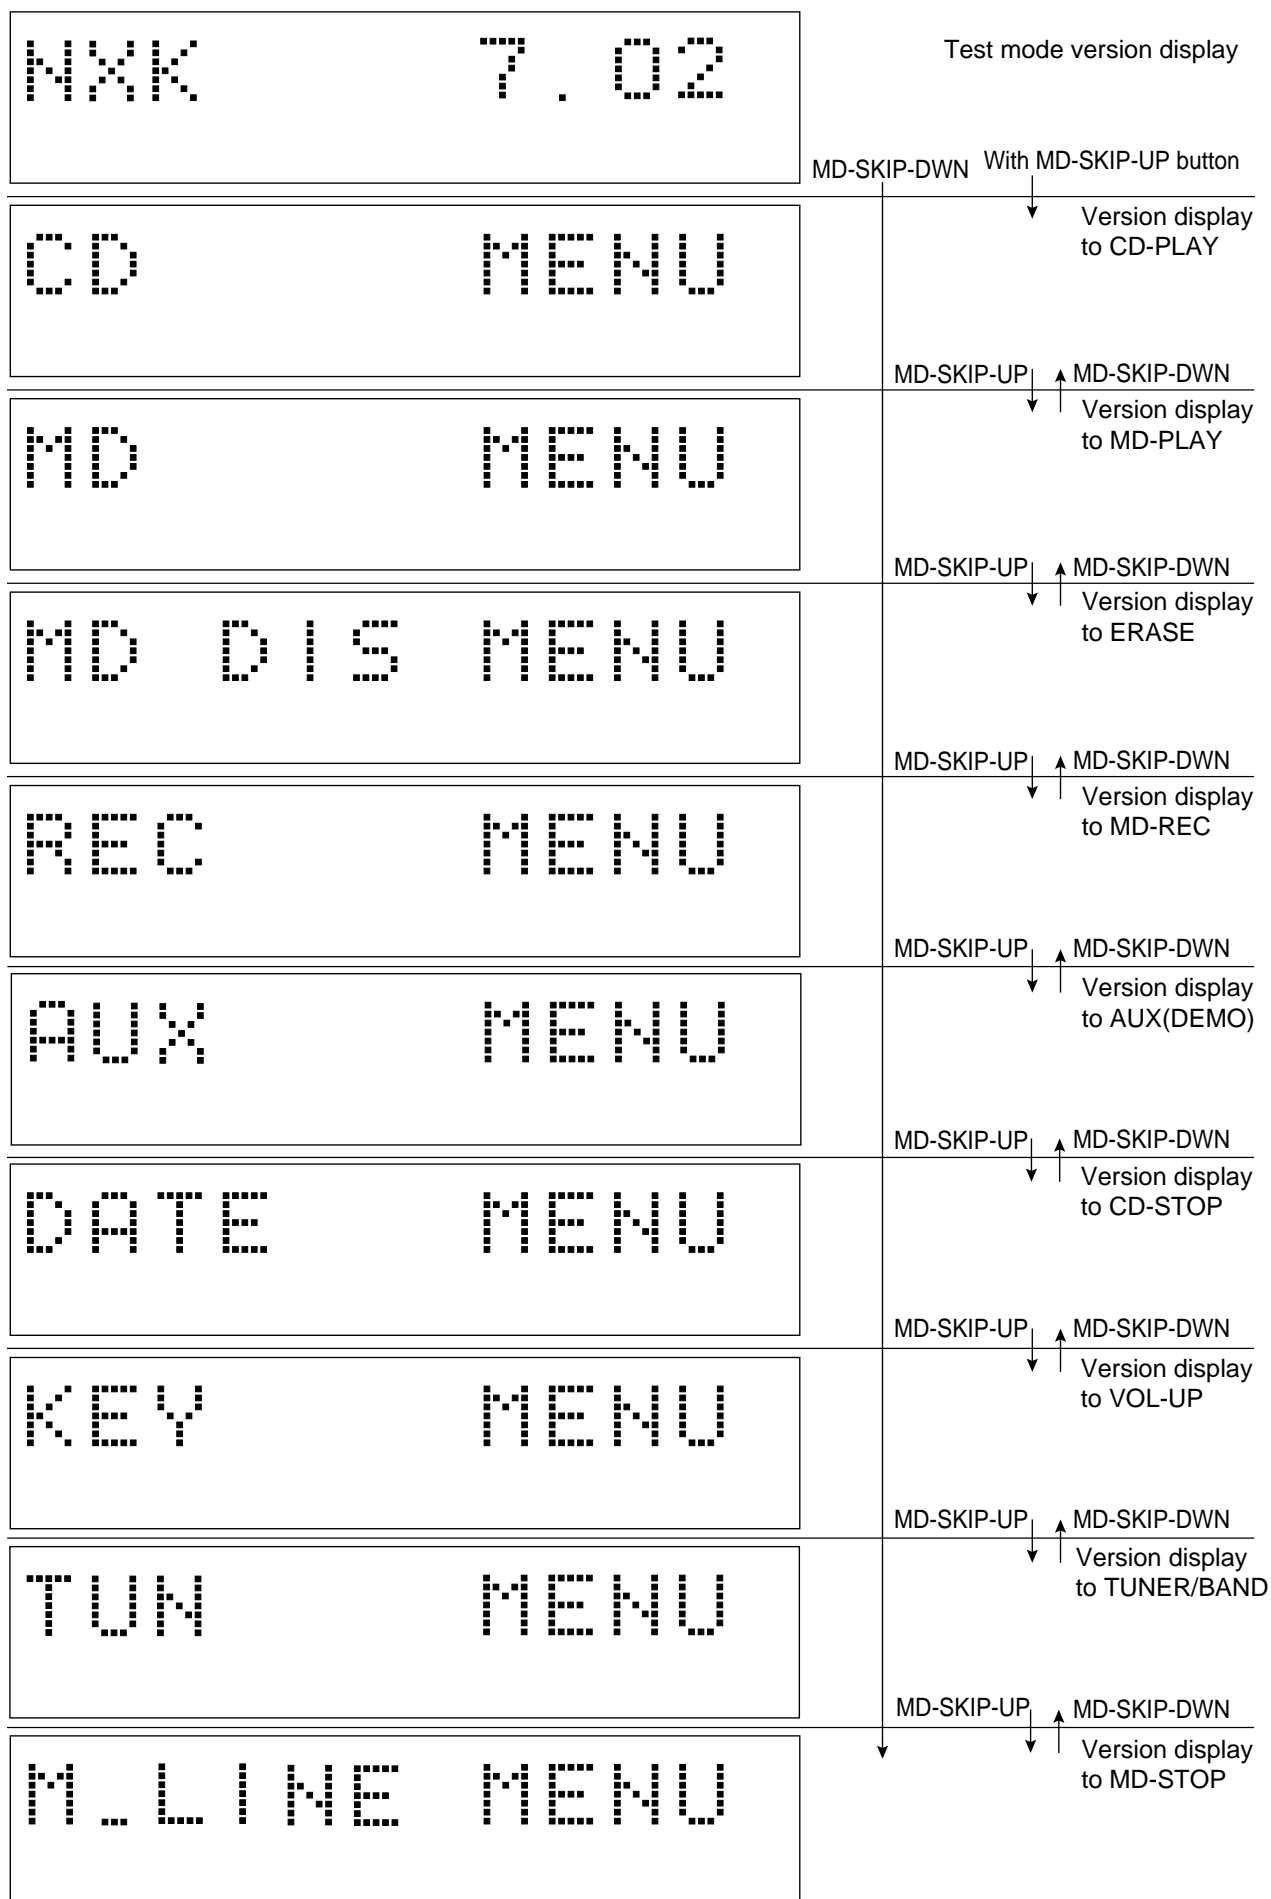 NXK 7.02
Test mode version display
MD-SKIP-DWN With MD-SKIP-UP button
CD MENU
Version display
to CD-PLAY
MD-SKIP-UP MD-SKIP-DWN
MD MENU
Version display
to MD-PLAY
MD-SKIP-UP MD-SKIP-DWN
MD DIS MENU
Version display
to ERASE
MD-SKIP-UP MD-SKIP-DWN
REC MENU
Version display
to MD-REC
MD-SKIP-UP MD-SKIP-DWN
AUX MENU
Version display
to AUX(DEMO)
MD-SKIP-UP MD-SKIP-DWN
DATE MENU
Version display
to CD-STOP
MD-SKIP-UP MD-SKIP-DWN
KEY MENU
Version display
to VOL-UP
MD-SKIP-UP MD-SKIP-DWN
TUN MENU
Version display
to TUNER/BAND
MD-SKIP-UP MD-SKIP-DWN
M_LINE MENU
Version display
to MD-STOP